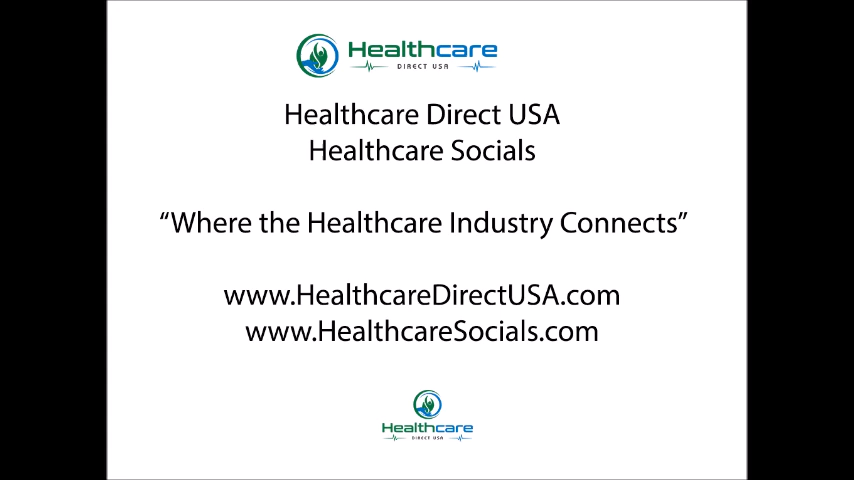 Healthcare
DIRECT USA
Healthcare Direct USA
Healthcare Socials
“Where the Healthcare Industry Connects”
www.HealthcareDirectUSA.com
www.HealthcareSocials.com
Healthcare
DIRECT USA